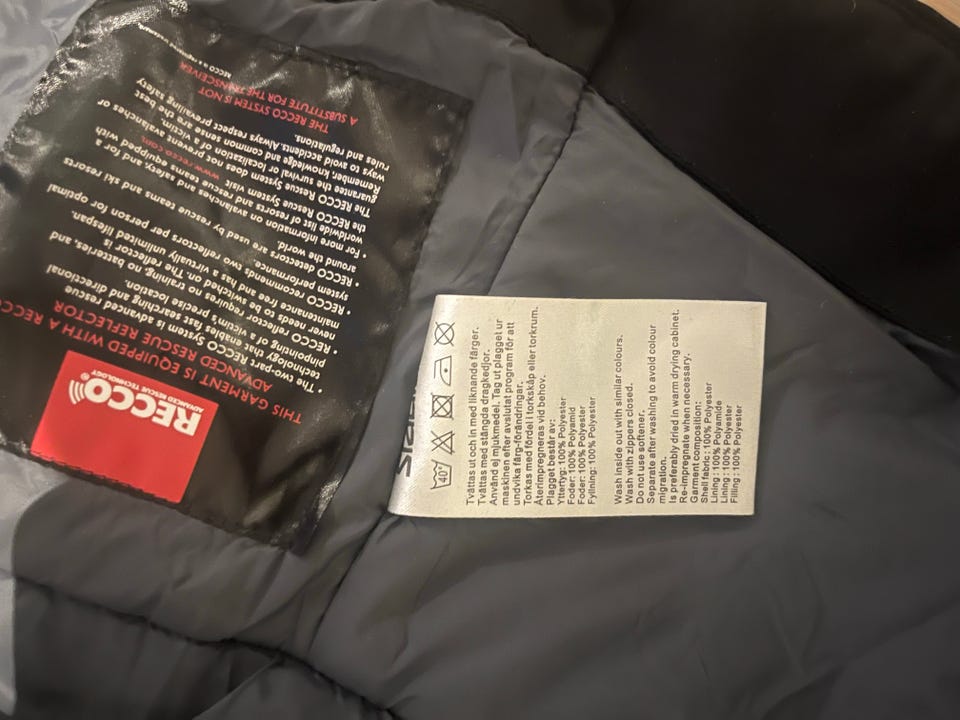 RECCO®
ADVANCED RESCUE TECHNOLOGY
THIS GARMENT IS EQUIPPED WITH A RECCO
ADVANCED RESCUE REFLECTOR
• The two-part RECCO System is advanced rescue
technology that enables fast searching and directional
pinpointing of a victim's precise location.
• RECCO reflector requires no training, no batteries, and
never needs to be switched on. The reflector is
maintenance free and has a virtually unlimited lifespan.
• RECCO recommends two reflectors per person for optimal
system performance.
• RECCO detectors are used by rescue teams and ski resorts
around the world.
• For more information on avalanches and safety, and for a
worldwide list of resorts and rescue teams equipped with
the RECCO Rescue System visit www.recco.com.
The RECCO Rescue System does not prevent avalanches or
guarantee the survival or localization of a victim.
Remember, knowledge and common sense are the best
ways to avoid accidents. Always respect prevailing safety
rules and regulations.
THE RECCO SYSTEM IS NOT
A SUBSTITUTE FOR THE TRANSCEIVER
40°
Tvättas ut och in med liknande färger.
Tvättas med stängda dragkedjor.
Använd ej mjukmedel. Tag ut plagget ur
maskinen efter avslutat program för att
undvika färg-förändringar.
Torkas med fördel i torkskåp eller torkrum.
Återimpregneras vid behov.
Plagget består av:
Yttertyg: 100% Polyester
Foder: 100% Polyamid
Foder: 100% Polyester
Fyllning: 100% Polyester
Wash inside out with similar colours.
Wash with zippers closed.
Do not use softener.
Separate after washing to avoid colour
migration.
Is preferably dried in warm drying cabinet.
Re-impregnate when necessary.
Garment composition:
Shell fabric: 100% Polyester
Lining : 100% Polyamide
Lining : 100% Polyester
Filling : 100% Polyester